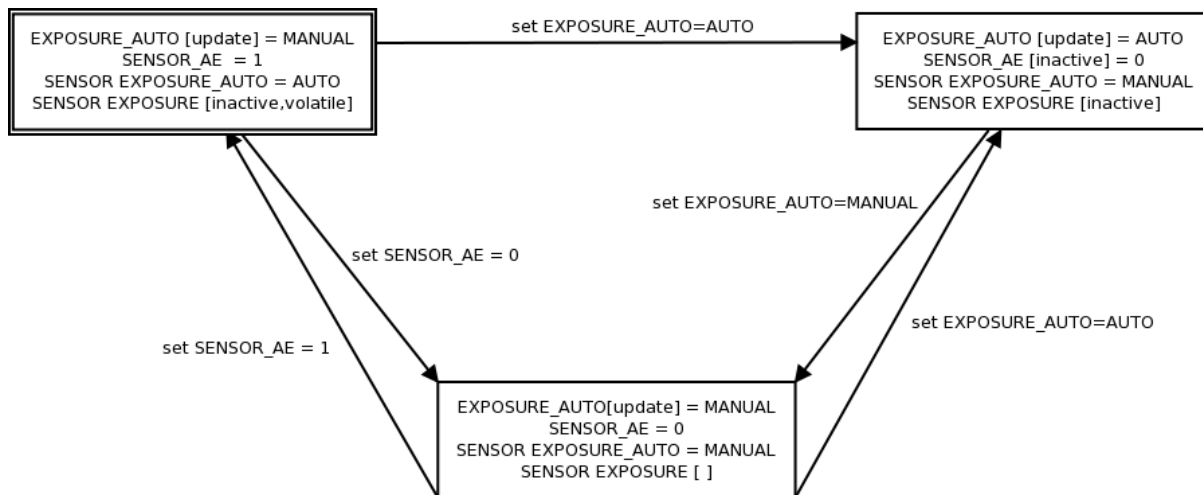 set EXPOSURE_AUTO=AUTO
EXPOSURE_AUTO [update] = MANUAL
SENSOR_AE = 1
SENSOR EXPOSURE_AUTO = AUTO
SENSOR EXPOSURE [inactive,volatile]
EXPOSURE_AUTO [update] = AUTO
SENSOR_AE [inactive] = 0
SENSOR EXPOSURE_AUTO = MANUAL
SENSOR EXPOSURE [inactive]
set EXPOSURE_AUTO=MANUAL
set SENSOR_AE = 0
set EXPOSURE_AUTO=AUTO
set SENSOR_AE = 1
EXPOSURE_AUTO[update] = MANUAL
SENSOR_AE = 0
SENSOR EXPOSURE_AUTO = MANUAL
SENSOR EXPOSURE [ ]